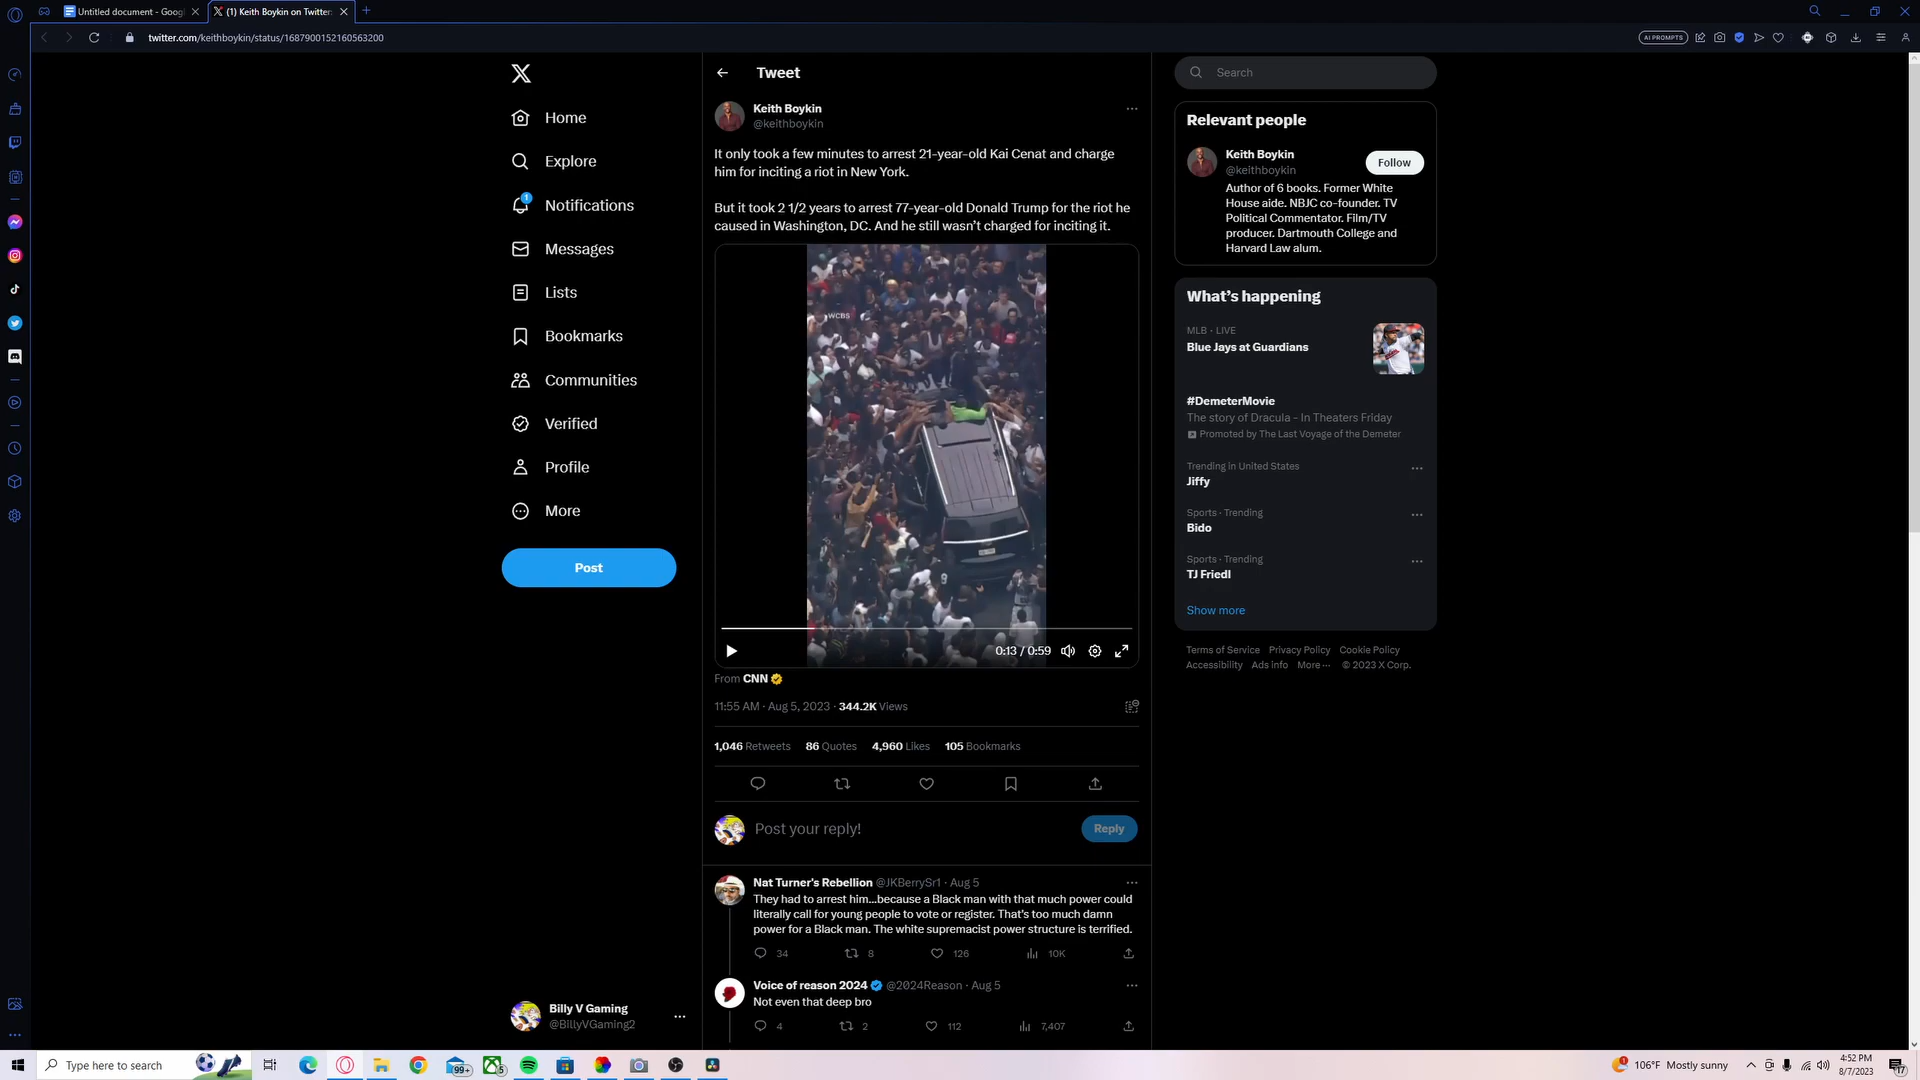 Untitled document - Goog
(1) Keith Boykin on Twitter:
twitter.com/keithboykin/status/1687900152160563200
AI PROMPTS
Home
Explore
1
Notifications
Messages
Lists
Bookmarks
Communities
Verified
Profile
More
Post
Billy V Gaming
@BillyVGaming2
Tweet
Keith Boykin
@keithboykin
It only took a few minutes to arrest 21-year-old Kai Cenat and charge
him for inciting a riot in New York.
But it took 2 1/2 years to arrest 77-year-old Donald Trump for the riot he
caused in Washington, DC. And he still wasn't charged for inciting it.
WCBS
0:13 / 0:59
From CNN
11:55 AM · Aug 5, 2023 · 344.2K Views
1,046 Retweets 86 Quotes 4,960 Likes 105 Bookmarks
Post your reply!
Reply
Nat Turner's Rebellion @JKBerrySr1 · Aug 5
They had to arrest him...because a Black man with that much power could
literally call for young people to vote or register. That's too much damn
power for a Black man. The white supremacist power structure is terrified.
34 8 126 10K
Voice of reason 2024 @2024Reason · Aug 5
Not even that deep bro
4 2 112 7,407
Search
Relevant people
Keith Boykin
@keithboykin
Follow
Author of 6 books. Former White
House aide. NBJC co-founder. TV
Political Commentator. Film/TV
producer. Dartmouth College and
Harvard Law alum.
What's happening
MLB · LIVE
Blue Jays at Guardians
#DemeterMovie
The story of Dracula - In Theaters Friday
Promoted by The Last Voyage of the Demeter
Trending in United States
Jiffy
Sports · Trending
Bido
Sports · Trending
TJ Friedl
Show more
Terms of Service Privacy Policy Cookie Policy
Accessibility Ads info More ··· © 2023 X Corp.
Type here to search
99+
5
106°F Mostly sunny
4:52 PM
8/7/2023
17